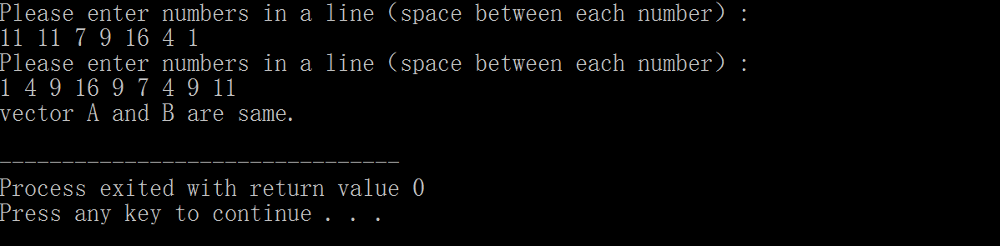 Please enter numbers in a line（space between each number）:
11 11 7 9 16 4 1
Please enter numbers in a line（space between each number）:
1 4 9 16 9 7 4 9 11
vector A and B are same.
--------------------------------
Process exited with return value 0
Press any key to continue . . .